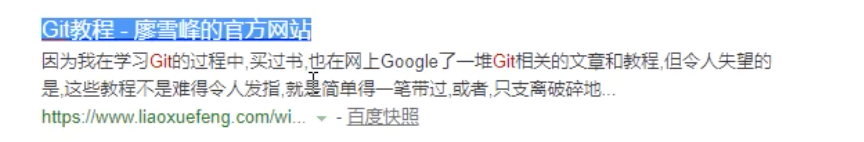 Git教程 - 廖雪峰的官方网站
因为我在学习Git的过程中,买过书,也在网上Google了一堆Git相关的文章和教程,但令人失望的
是,这些教程不是难得令人发指,就是简单得一笔带过,或者,只支离破碎地...
https://www.liaoxuefeng.com/wi... - 百度快照